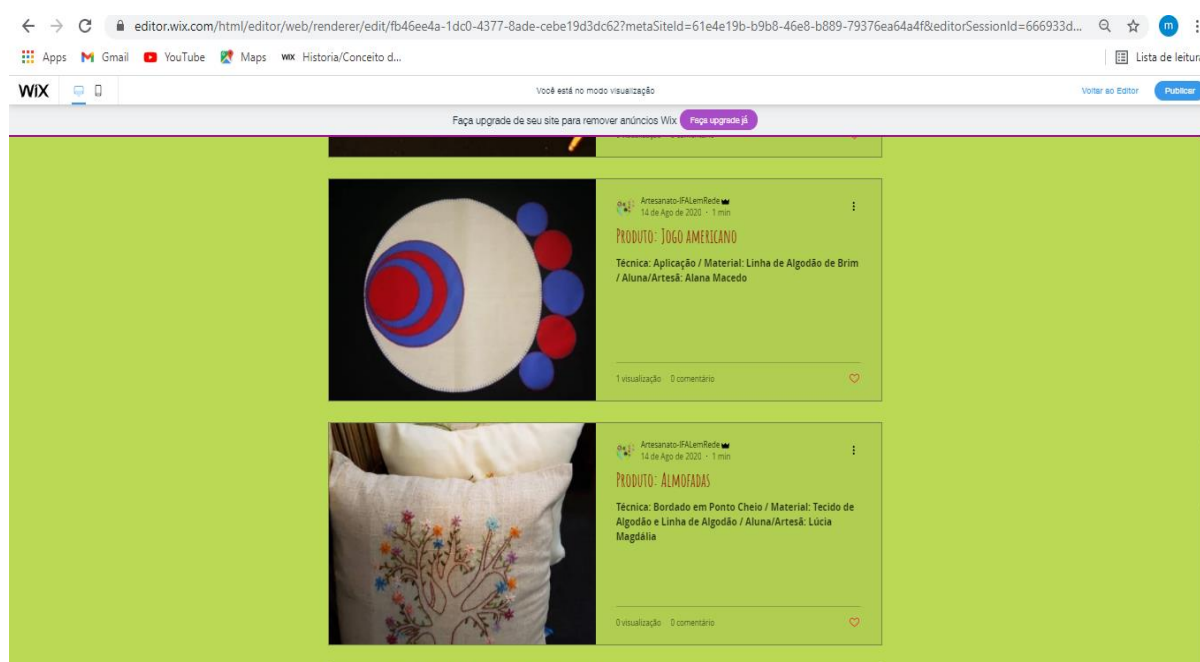 editor.wix.com/html/editor/web/renderer/edit/fb46ee4a-1dc0-4377-8ade-cebe19d3dc62?metaSiteId=61e4e19b-b9b8-46e8-b889-79376ea64a4f&editorSessionId=666933d...
m
Apps Gmail YouTube Maps WIX Historia/Conceito d... Lista de leitura
WiX Você está no modo visualização Voltar ao Editor Publicar
Faça upgrade de seu site para remover anúncios Wix Faça upgrade já
Artesanato-IFALemRede
14 de Ago de 2020 · 1 min
Produto: Jogo americano
Técnica: Aplicação / Material: Linha de Algodão de Brim
/ Aluna/Artesã: Alana Macedo
1 visualização 0 comentário
Artesanato-IFALemRede
14 de Ago de 2020 · 1 min
Produto: Almofadas
Técnica: Bordado em Ponto Cheio / Material: Tecido de
Algodão e Linha de Algodão / Aluna/Artesã: Lúcia
Magdália
0 visualização 0 comentário